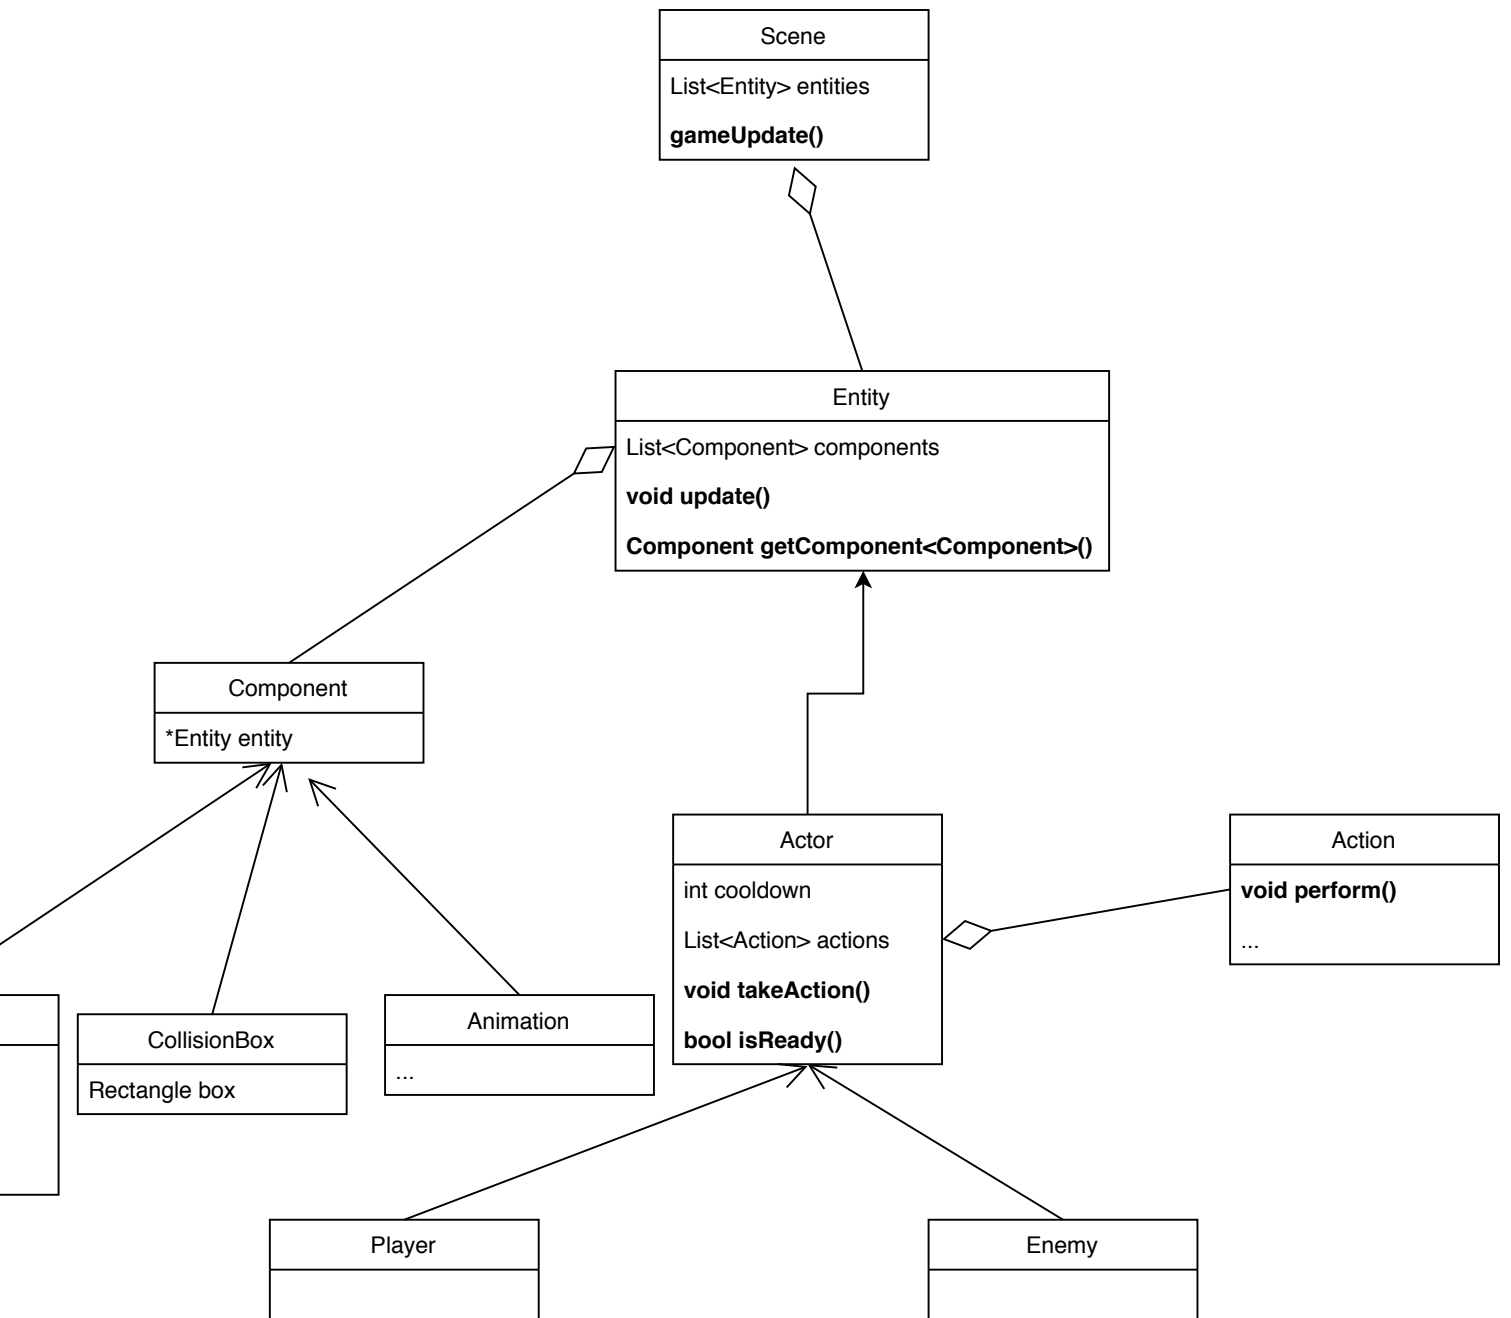 Scene
List<Entity> entities
gameUpdate()
Entity
List<Component> components
void update()
Component getComponent<Component>()
Component
*Entity entity
Actor
int cooldown
List<Action> actions
void takeAction()
bool isReady()
Action
void perform()
...
CollisionBox
Rectangle box
Animation
...
Player
Enemy